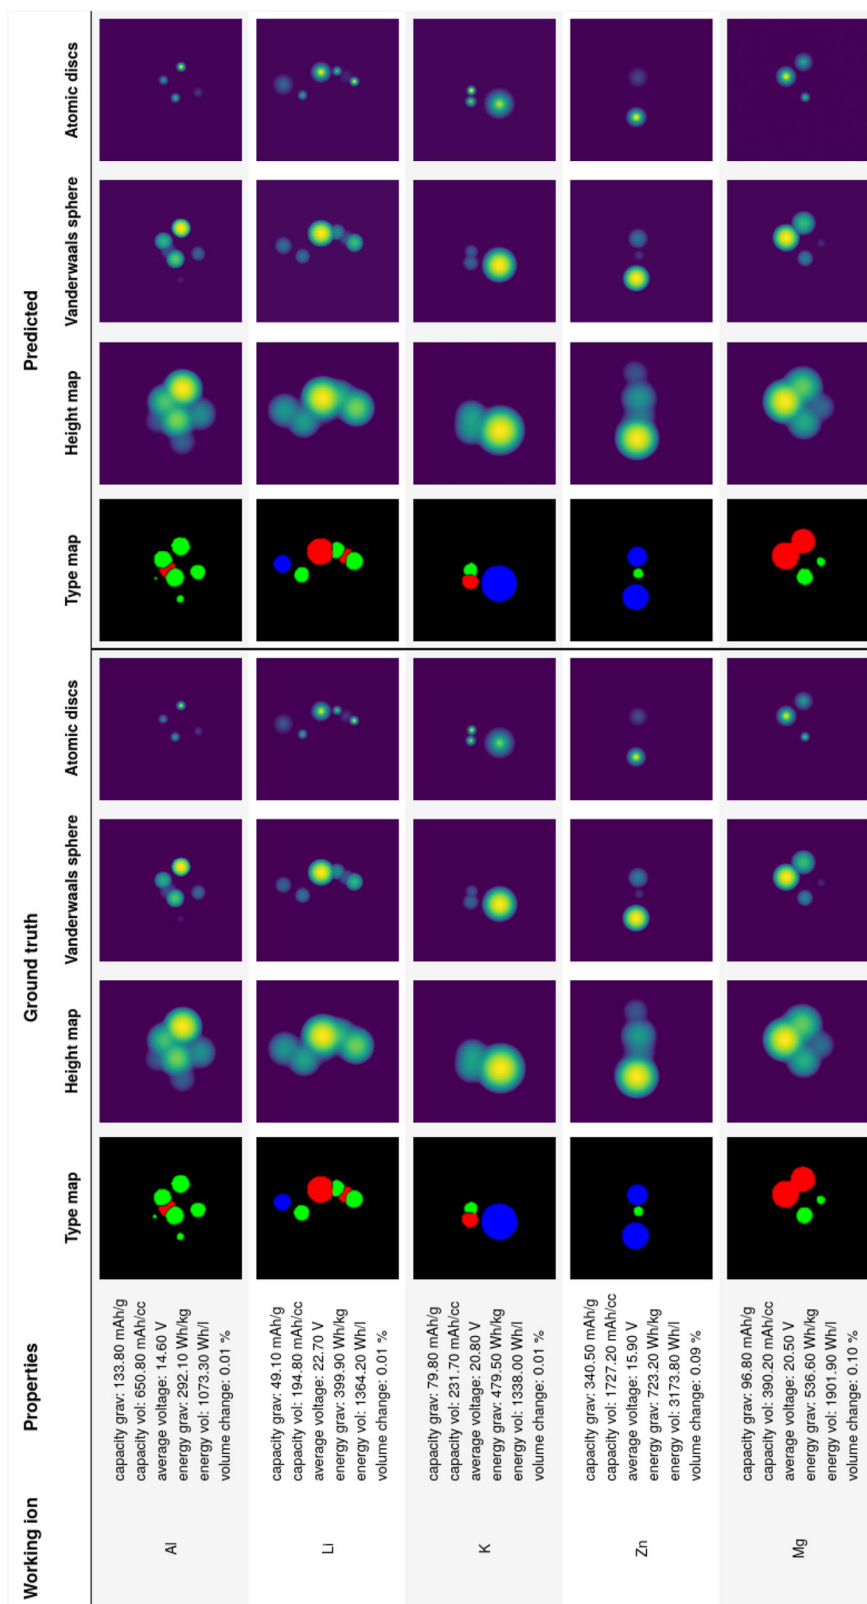 Ground truth
Predicted
Working ion
Properties
Type map
Height map
Vanderwaals sphere
Atomic discs
Type map
Height map
Vanderwaals sphere
Atomic discs
Al
capacity grav: 133.80 mAh/g
capacity vol: 650.80 mAh/cc
average voltage: 14.60 V
energy grav: 292.10 Wh/kg
energy vol: 1073.30 Wh/l
volume change: 0.01 %
Li
capacity grav: 49.10 mAh/g
capacity vol: 194.80 mAh/cc
average voltage: 22.70 V
energy grav: 399.90 Wh/kg
energy vol: 1364.20 Wh/l
volume change: 0.01 %
K
capacity grav: 79.80 mAh/g
capacity vol: 231.70 mAh/cc
average voltage: 20.80 V
energy grav: 479.50 Wh/kg
energy vol: 1338.00 Wh/l
volume change: 0.01 %
Zn
capacity grav: 340.50 mAh/g
capacity vol: 1727.20 mAh/cc
average voltage: 15.90 V
energy grav: 723.20 Wh/kg
energy vol: 3173.80 Wh/l
volume change: 0.09 %
Mg
capacity grav: 96.80 mAh/g
capacity vol: 390.20 mAh/cc
average voltage: 20.50 V
energy grav: 536.60 Wh/kg
energy vol: 1901.90 Wh/l
volume change: 0.10 %